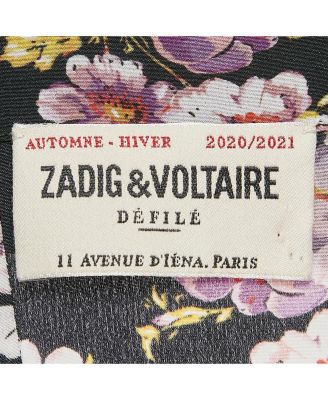 AUTOMNE - HIVER 2020/2021
ZADIG & VOLTAIRE
DÉFILÉ
11 AVENUE D'IÉNA. PARIS